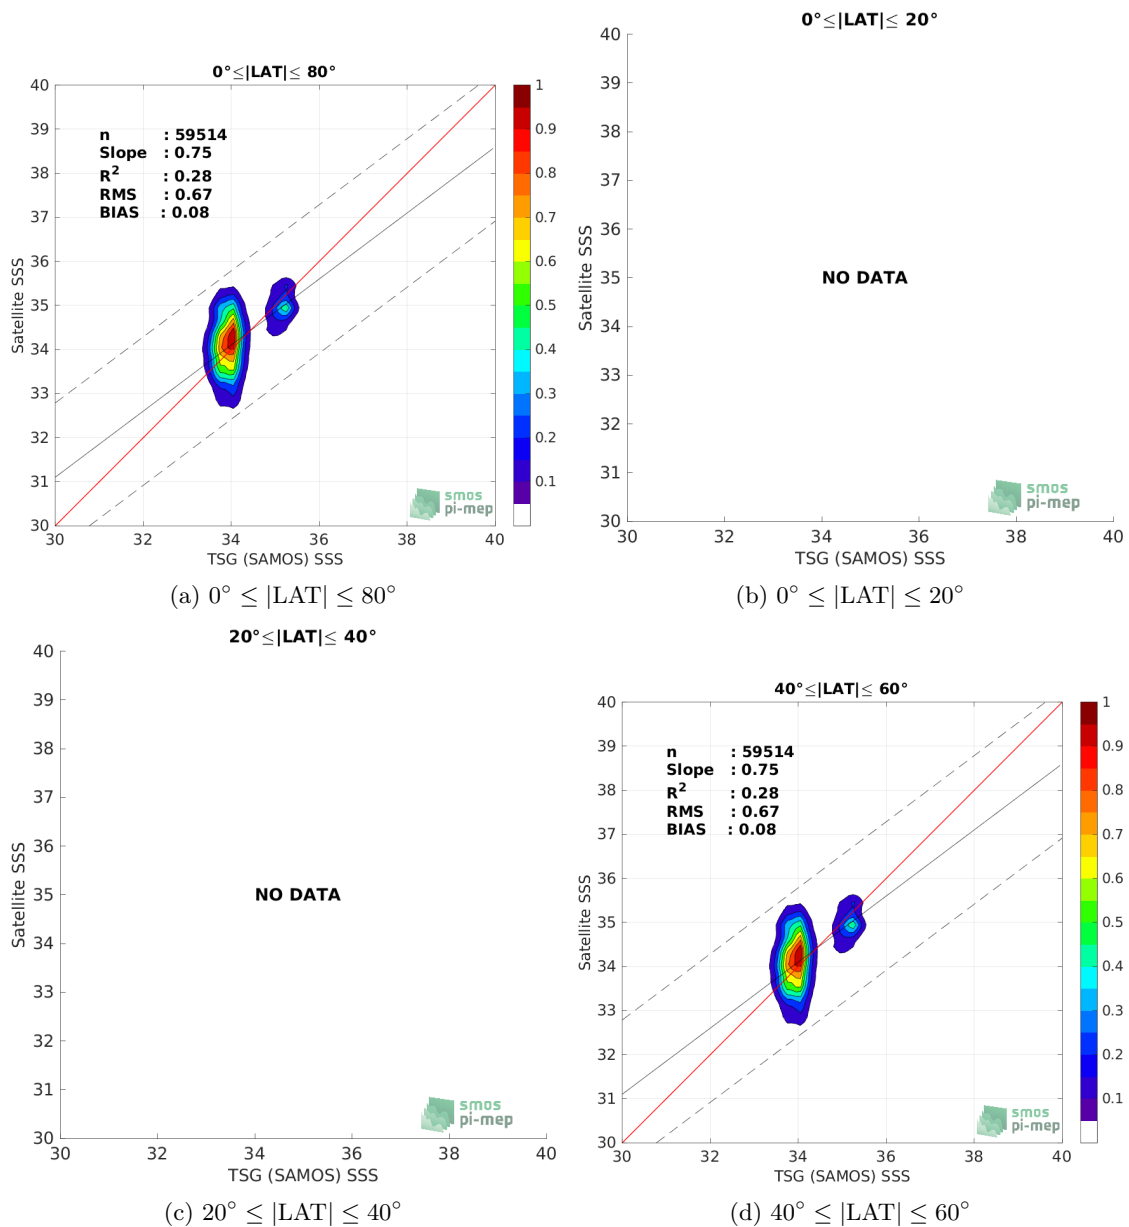 0°≤|LAT|≤ 80°
40
39
38
37
36
35
34
33
32
31
30
Satellite SSS
n : 59514
Slope : 0.75
R² : 0.28
RMS : 0.67
BIAS : 0.08
smos
pi-mep
30 32 34 36 38 40
TSG (SAMOS) SSS
1
0.9
0.8
0.7
0.6
0.5
0.4
0.3
0.2
0.1
(a) 0° ≤ |LAT| ≤ 80°
0°≤|LAT|≤ 20°
40
39
38
37
36
35
34
33
32
31
30
Satellite SSS
NO DATA
smos
pi-mep
30 32 34 36 38 40
TSG (SAMOS) SSS
(b) 0° ≤ |LAT| ≤ 20°
20°≤|LAT|≤ 40°
40
39
38
37
36
35
34
33
32
31
30
Satellite SSS
NO DATA
smos
pi-mep
30 32 34 36 38 40
TSG (SAMOS) SSS
(c) 20° ≤ |LAT| ≤ 40°
40°≤|LAT|≤ 60°
40
39
38
37
36
35
34
33
32
31
30
Satellite SSS
n : 59514
Slope : 0.75
R² : 0.28
RMS : 0.67
BIAS : 0.08
smos
pi-mep
30 32 34 36 38 40
TSG (SAMOS) SSS
1
0.9
0.8
0.7
0.6
0.5
0.4
0.3
0.2
0.1
(d) 40° ≤ |LAT| ≤ 60°